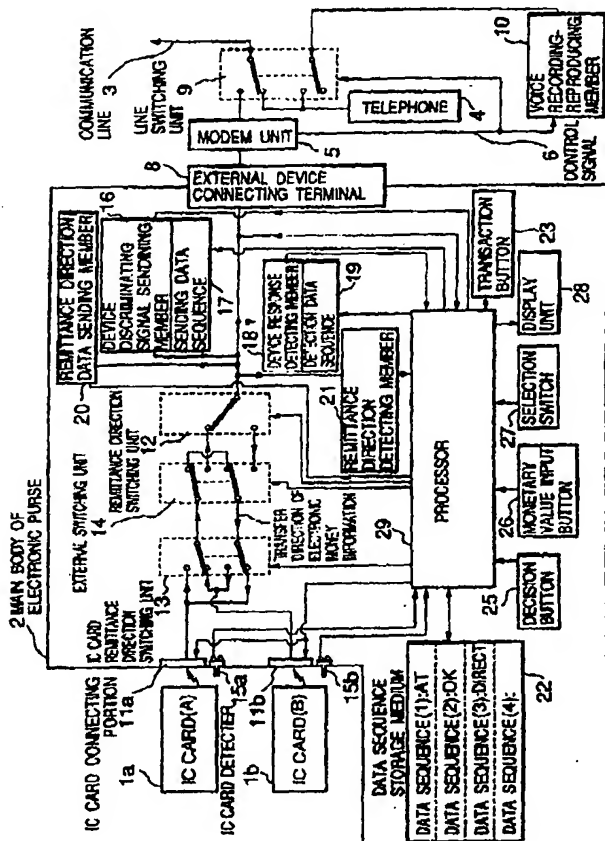 2 MAIN BODY OF
ELECTRONIC PURSE
COMMUNICATION
LINE
3
LINE
SWITCHING
UNIT
9
10
VOICE
RECORDING-
REPRODUCING
MEMBER
TELEPHONE
4
MODEM UNIT
5
6
CONTROL
SIGNAL
8
EXTERNAL DEVICE
CONNECTING TERMINAL
REMITTANCE DIRECTION
DATA SENDING MEMBER
20
16
DEVICE
DISCRIMINATING
SIGNAL SENDINING
MEMBER
SENDING DATA
SEQUENCE
17
18
DEVICE RESPONSE
DETECTING MEMBER
DETECTION DATA
SEQUENCE
19
21
REMITTANCE
DIRECTION
DETECTING MEMBER
REMITTANCE DIRECTION
SWITCHING UNIT
12
EXTERNAL SWITCHING UNIT
14
TRANSFER
DIRECTION OF
ELECTRONIC
MONEY
INFORMATION
IC CARD
REMITTANCE
DIRECTION
SWITCHING UNIT
13
IC CARD CONNECTING
PORTION
11a
1a
IC CARD(A)
15a
IC CARD DETECTER
11b
1b
IC CARD(B)
15b
29
PROCESSOR
TRANSACTION
BUTTON
23
DISPLAY
UNIT
28
SELECTION
SWITCH
27
MONETARY
VALUE INPUT
BUTTON
26
DECISION
BUTTON
25
DATA SEQUENCE
STORAGE MEDIUM
DATA SEQUENCE(1):AT
DATA SEQUENCE(2):OK
DATA SEQUENCE(3):DIRECT
DATA SEQUENCE(4):
22